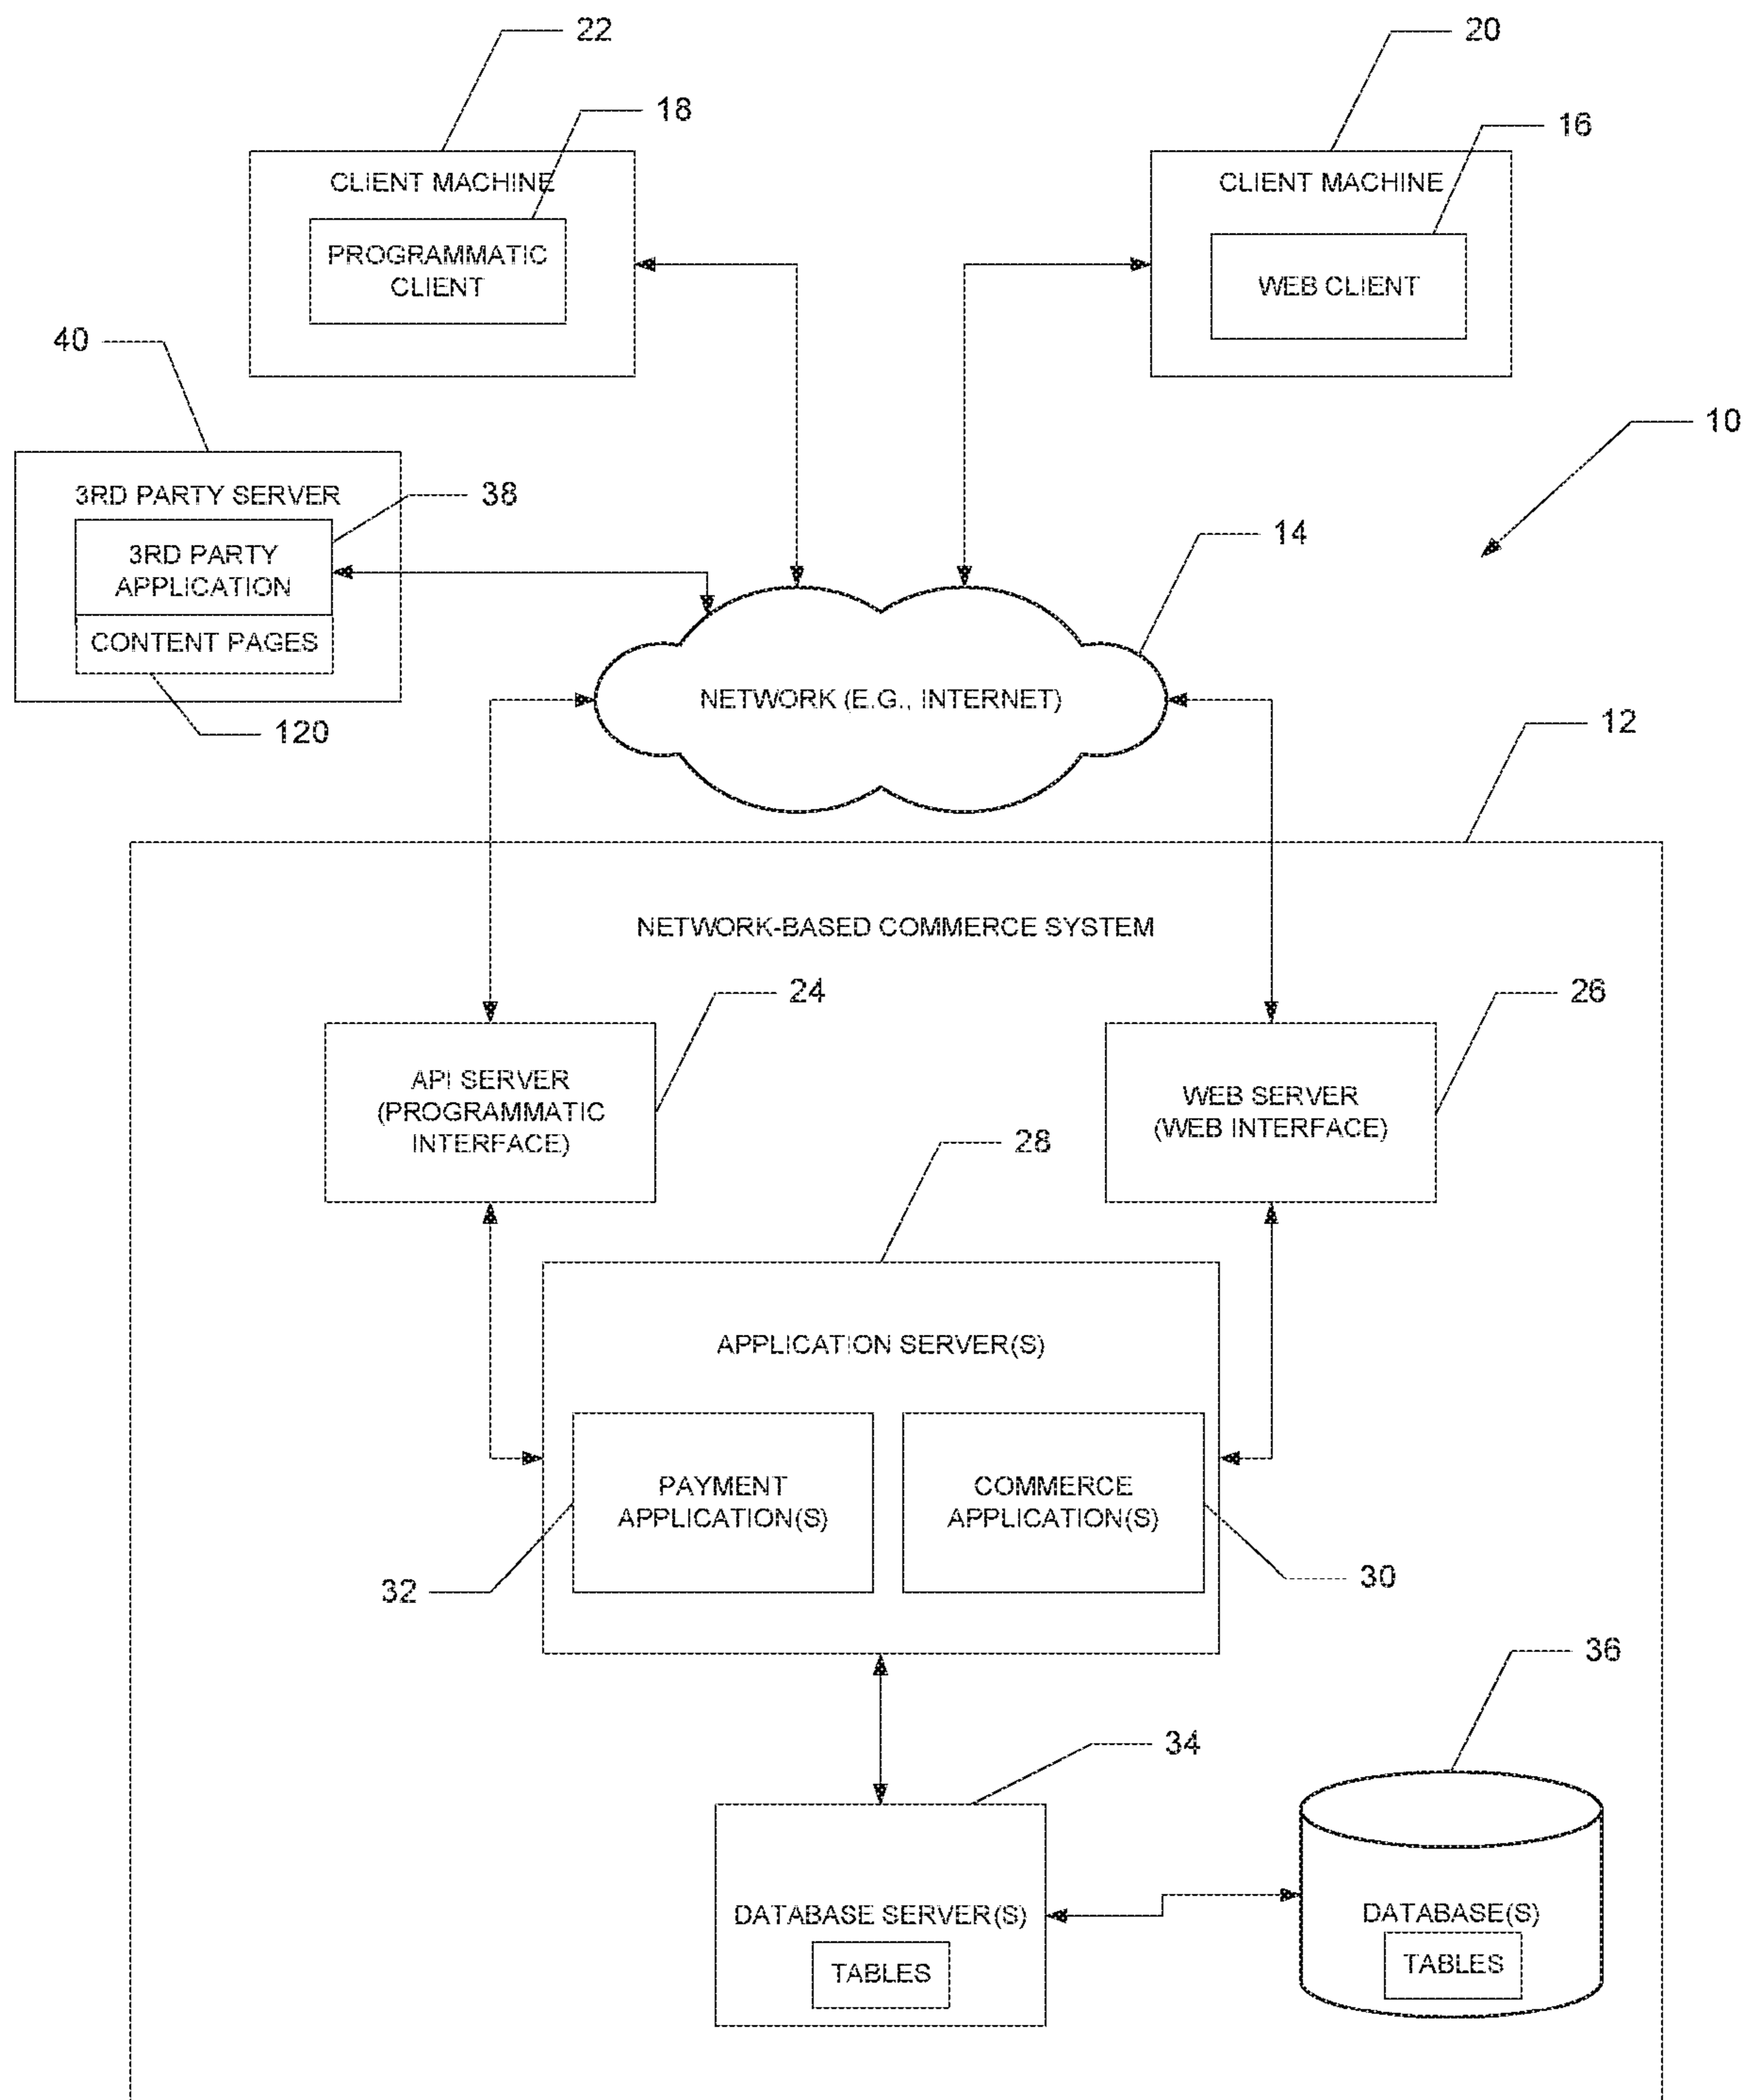 22
20
18
16
CLIENT MACHINE
CLIENT MACHINE
PROGRAMMATIC
CLIENT
WEB CLIENT
40
10
3RD PARTY SERVER
38
14
3RD PARTY
APPLICATION
CONTENT PAGES
NETWORK (E.G., INTERNET)
120
12
NETWORK-BASED COMMERCE SYSTEM
24
26
API SERVER
(PROGRAMMATIC
INTERFACE)
WEB SERVER
(WEB INTERFACE)
28
APPLICATION SERVER(S)
PAYMENT
APPLICATION(S)
COMMERCE
APPLICATION(S)
32
30
36
34
DATABASE SERVER(S)
TABLES
DATABASE(S)
TABLES